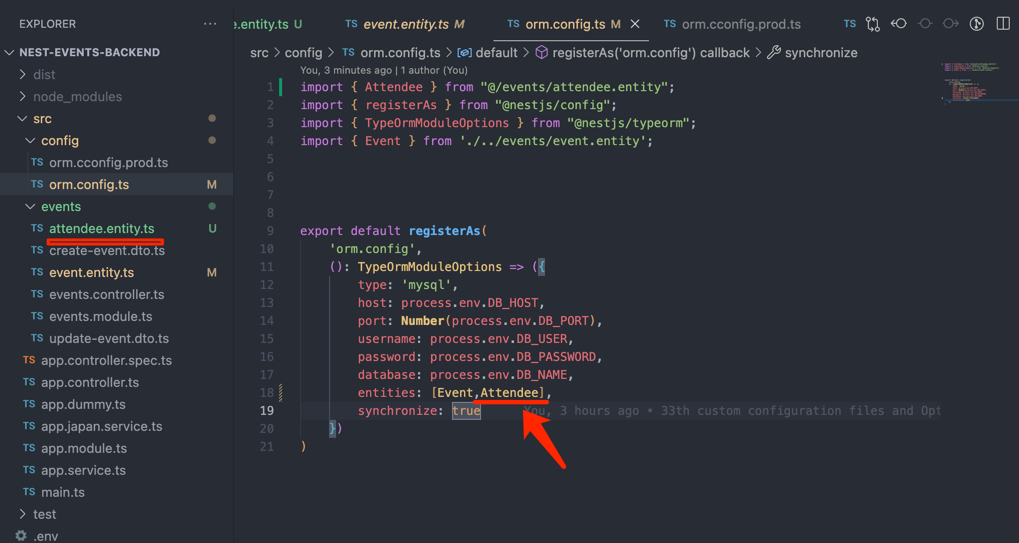 EXPLORER
NEST-EVENTS-BACKEND
dist
node_modules
src
config
TS orm.cconfig.prod.ts
TS orm.config.ts M
events
TS attendee.entity.ts U
TS create-event.dto.ts
TS event.entity.ts M
TS events.controller.ts
TS events.module.ts
TS update-event.dto.ts
TS app.controller.spec.ts
TS app.controller.ts
TS app.dummy.ts
TS app.japan.service.ts
TS app.module.ts
TS app.service.ts
TS main.ts
test
.env
e.entity.ts U
TS event.entity.ts M
TS orm.config.ts M
TS orm.cconfig.prod.ts
TS
src > config > TS orm.config.ts > default > registerAs('orm.config') callback > synchronize
You, 3 minutes ago | 1 author (You)
1 import { Attendee } from "@/events/attendee.entity";
2 import { registerAs } from "@nestjs/config";
3 import { TypeOrmModuleOptions } from "@nestjs/typeorm";
4 import { Event } from './../events/event.entity';
5
6
7
8
9 export default registerAs(
10 'orm.config',
11 (): TypeOrmModuleOptions => ({
12 type: 'mysql',
13 host: process.env.DB_HOST,
14 port: Number(process.env.DB_PORT),
15 username: process.env.DB_USER,
16 password: process.env.DB_PASSWORD,
17 database: process.env.DB_NAME,
18 entities: [Event,Attendee],
19 synchronize: true You, 3 hours ago • 33th custom configuration files and Opt
20 })
21 )